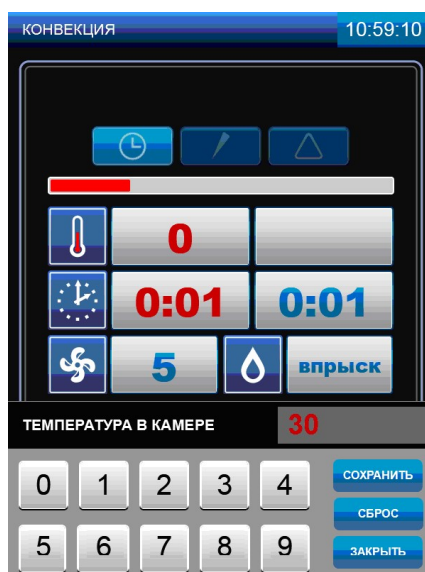 КОНВЕКЦИЯ 10:59:10
0
0:01 0:01
5 впрыск
ТЕМПЕРАТУРА В КАМЕРЕ 30
0 1 2 3 4 СОХРАНИТЬ
СБРОС
5 6 7 8 9 ЗАКРЫТЬ